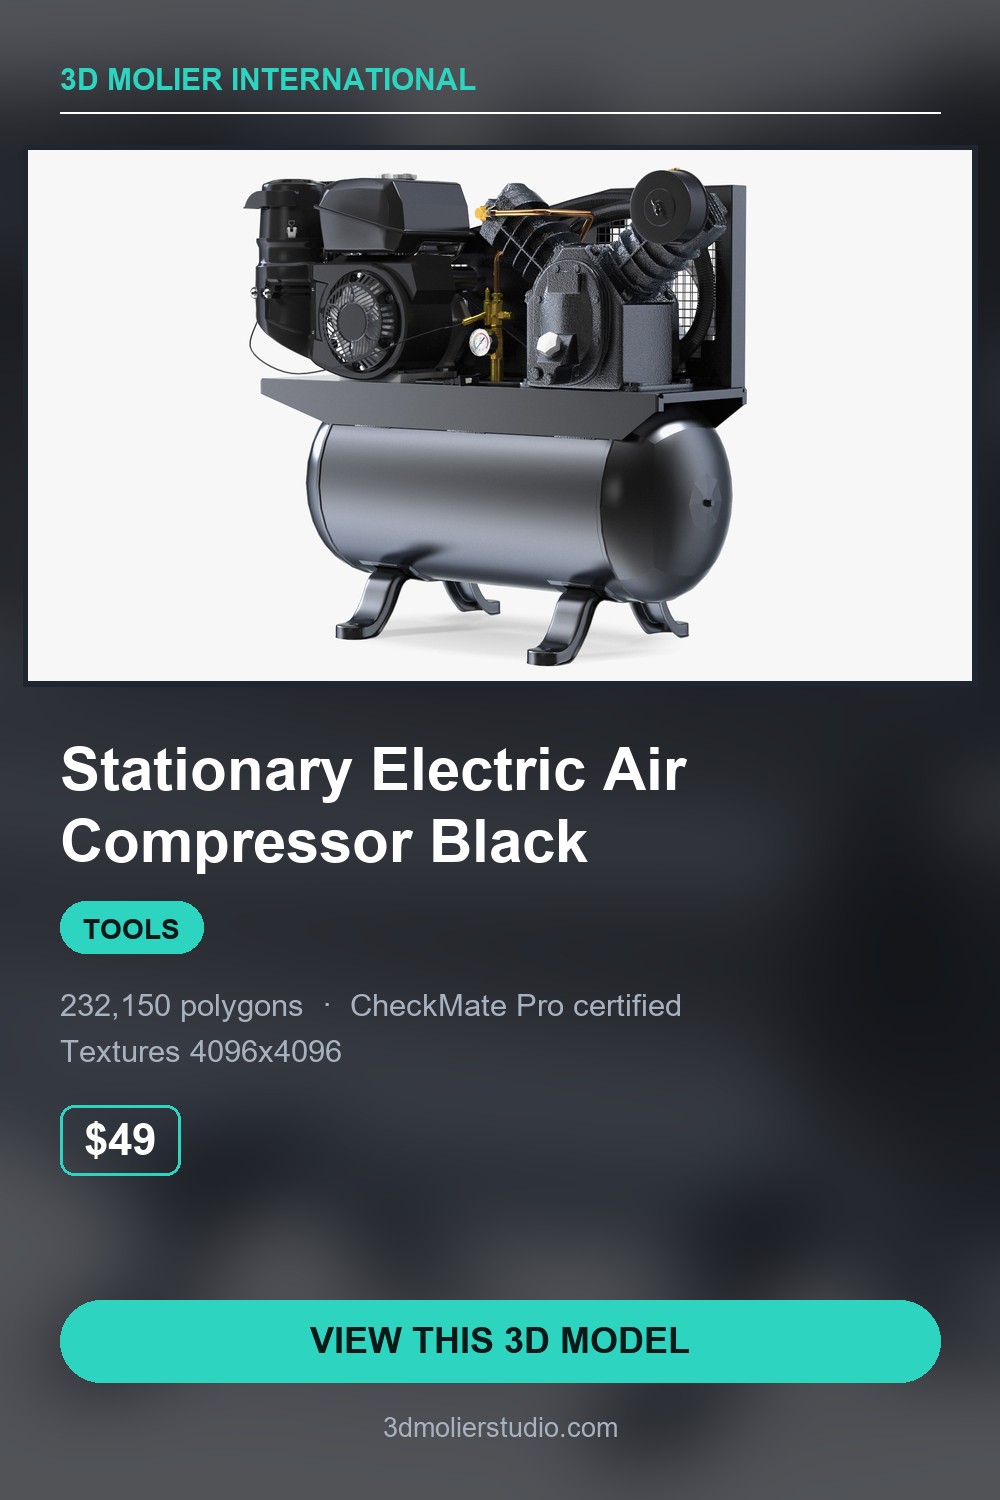 3D MOLIER INTERNATIONAL
Stationary Electric Air
Compressor Black
TOOLS
232,150 polygons · CheckMate Pro certified
Textures 4096x4096
$49
VIEW THIS 3D MODEL
3dmolierstudio.com